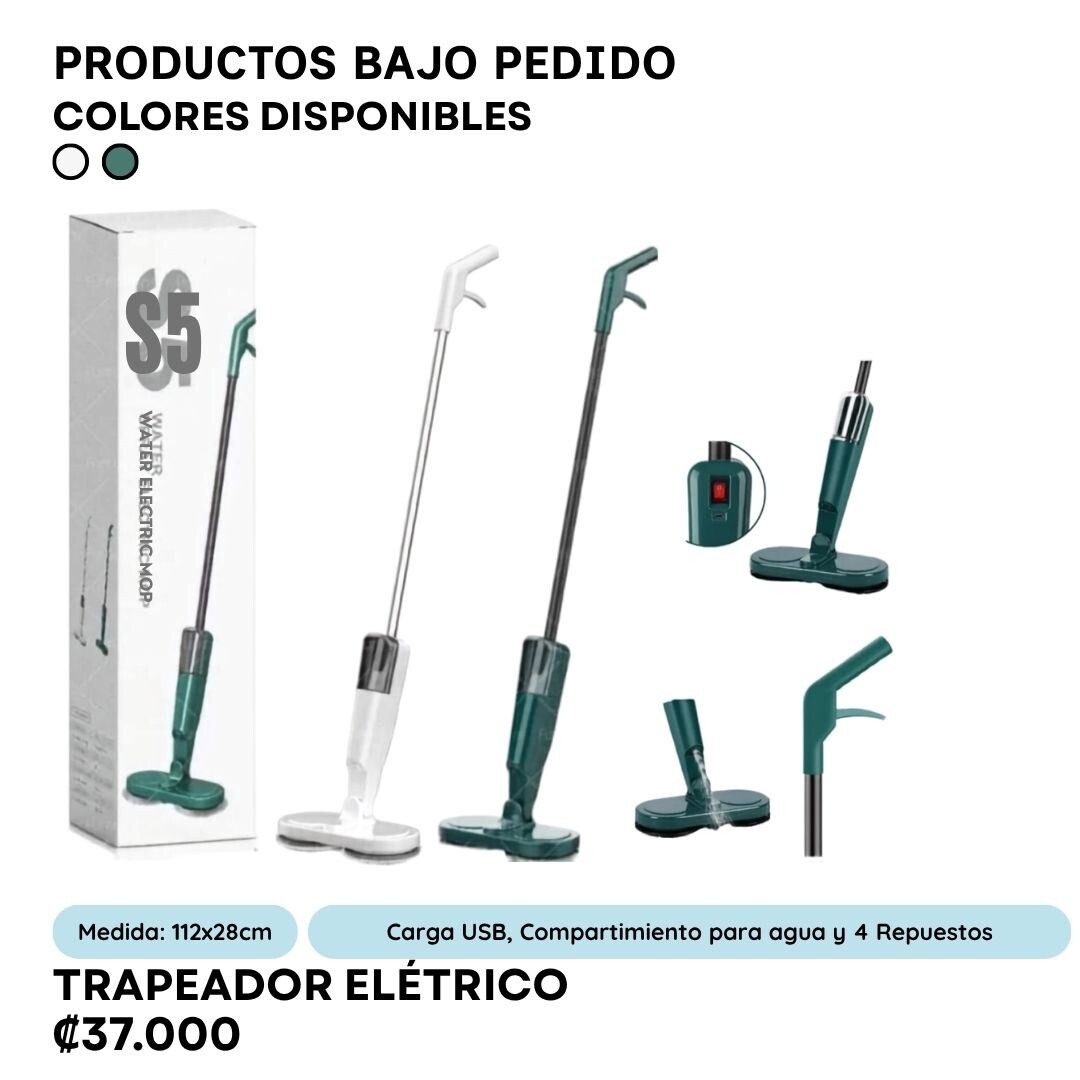 PRODUCTOS BAJO PEDIDO
COLORES DISPONIBLES
S5
WATER ELECTRIC MOP
Medida: 112x28cm
Carga USB, Compartimiento para agua y 4 Repuestos
TRAPEADOR ELÉTRICO
₡37.000